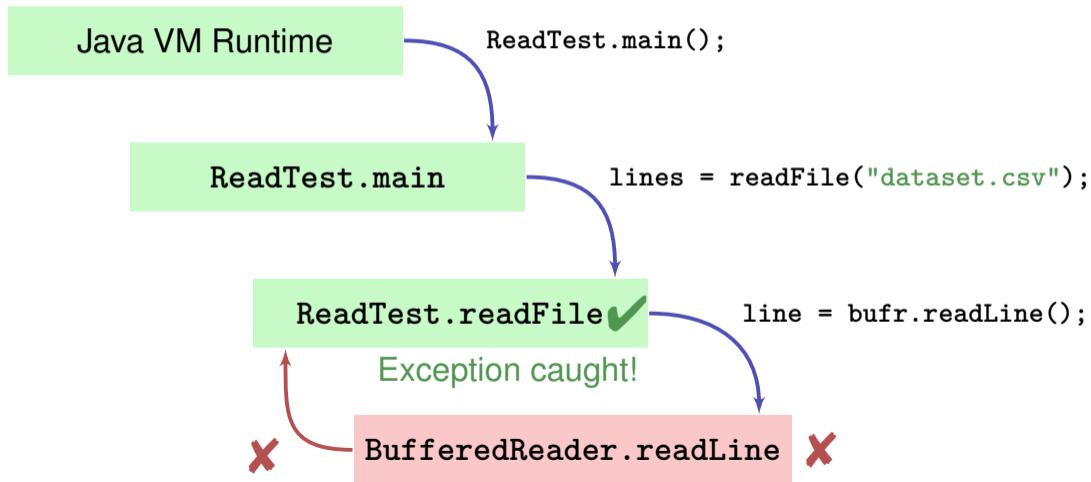 Java VM Runtime
ReadTest.main();
ReadTest.main
lines = readFile("dataset.csv");
ReadTest.readFile✔
line = bufr.readLine();
Exception caught!
✘ BufferedReader.readLine ✘